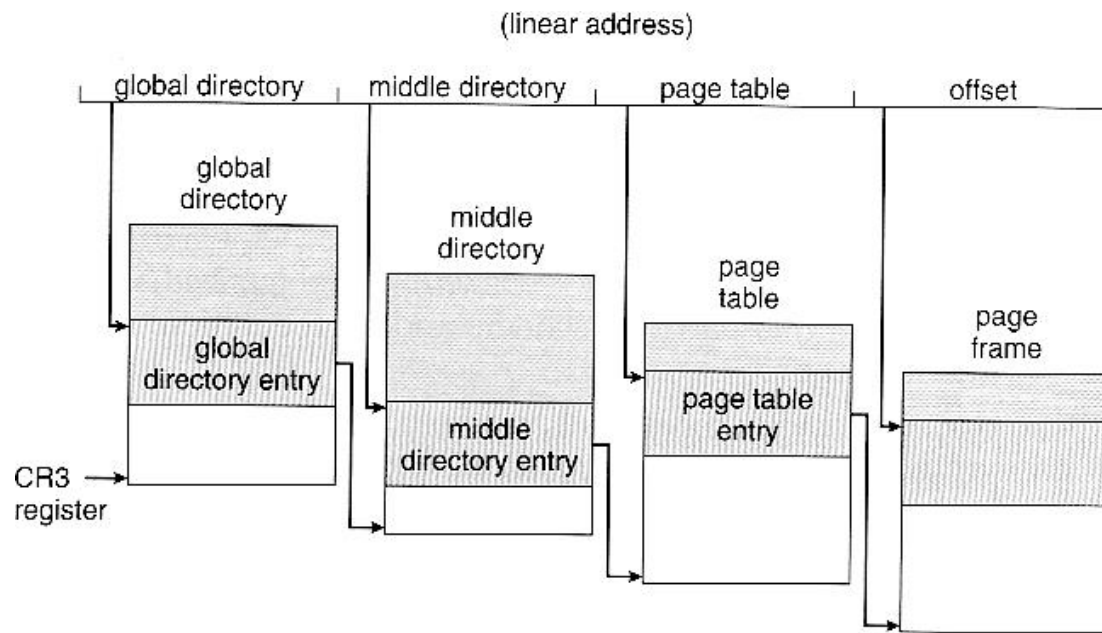 (linear address)
global directory
middle directory
page table
offset
global
directory
middle
directory
page
table
page
frame
global
directory entry
middle
directory entry
page table
entry
CR3
register